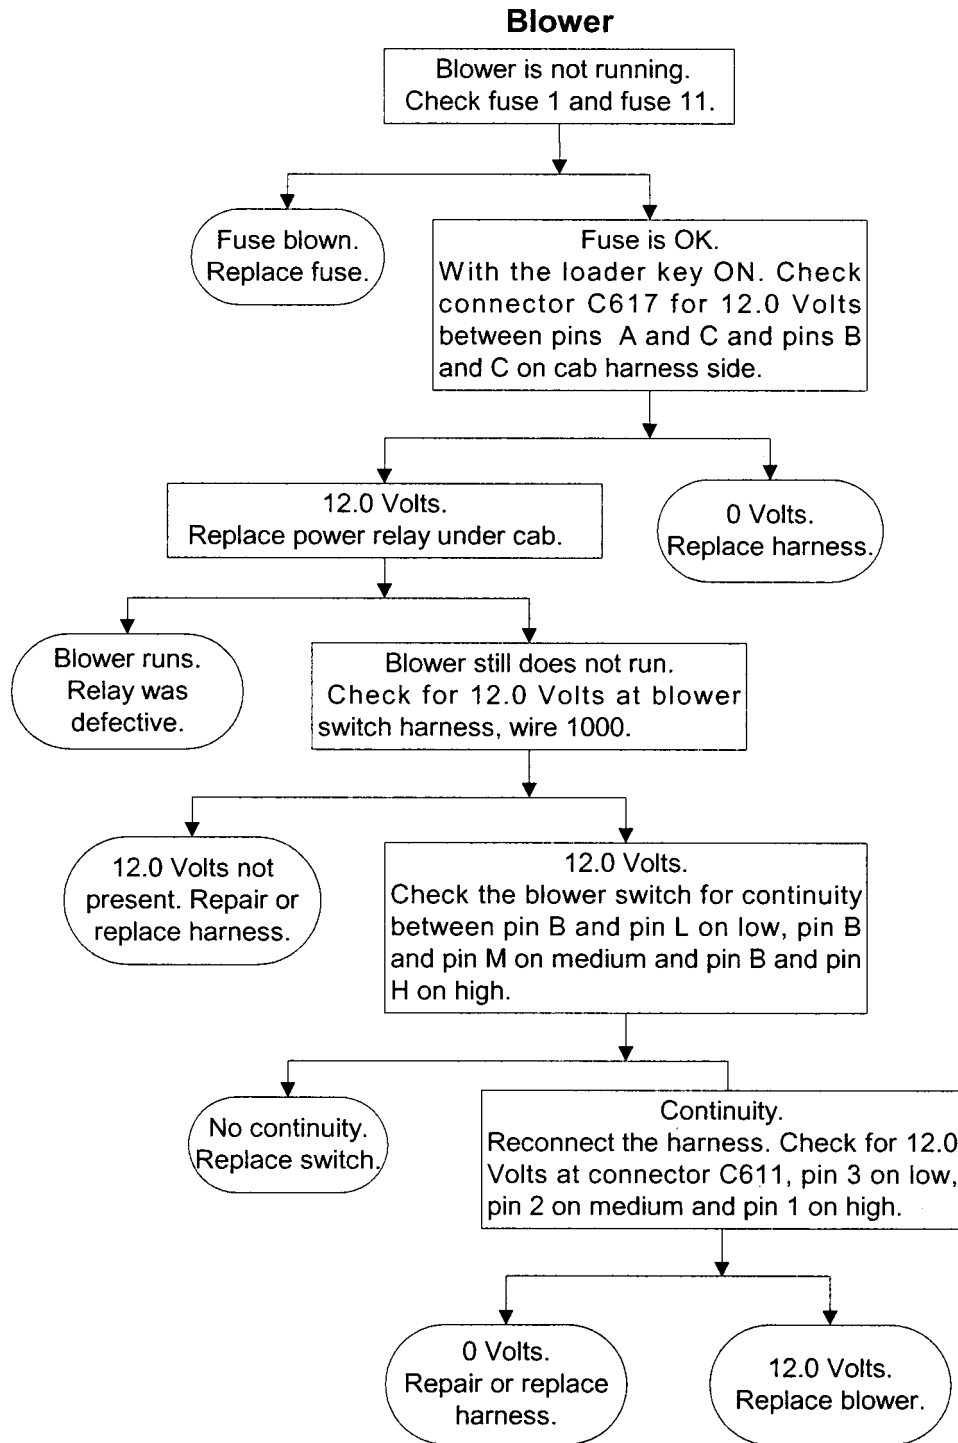 Blower
Blower is not running.
Check fuse 1 and fuse 11.
Fuse blown.
Replace fuse.
Fuse is OK.
With the loader key ON. Check
connector C617 for 12.0 Volts
between pins A and C and pins B
and C on cab harness side.
12.0 Volts.
Replace power relay under cab.
0 Volts.
Replace harness.
Blower runs.
Relay was
defective.
Blower still does not run.
Check for 12.0 Volts at blower
switch harness, wire 1000.
12.0 Volts not
present. Repair or
replace harness.
12.0 Volts.
Check the blower switch for continuity
between pin B and pin L on low, pin B
and pin M on medium and pin B and pin
H on high.
No continuity.
Replace switch.
Continuity.
Reconnect the harness. Check for 12.0
Volts at connector C611, pin 3 on low,
pin 2 on medium and pin 1 on high.
0 Volts.
Repair or replace
harness.
12.0 Volts.
Replace blower.